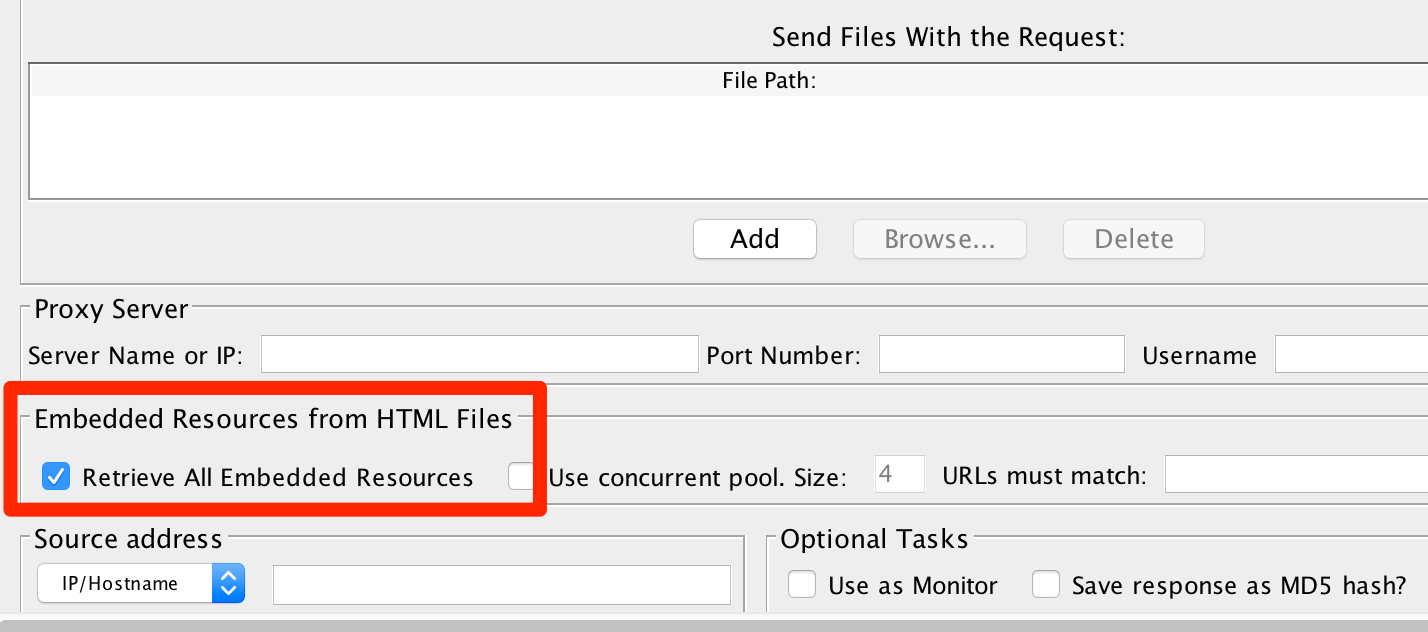 Send Files With the Request:
File Path:
Add Browse... Delete
Proxy Server
Server Name or IP: Port Number: Username
Embedded Resources from HTML Files
Retrieve All Embedded Resources Use concurrent pool. Size: 4 URLs must match:
Source address Optional Tasks
IP/Hostname Use as Monitor Save response as MD5 hash?